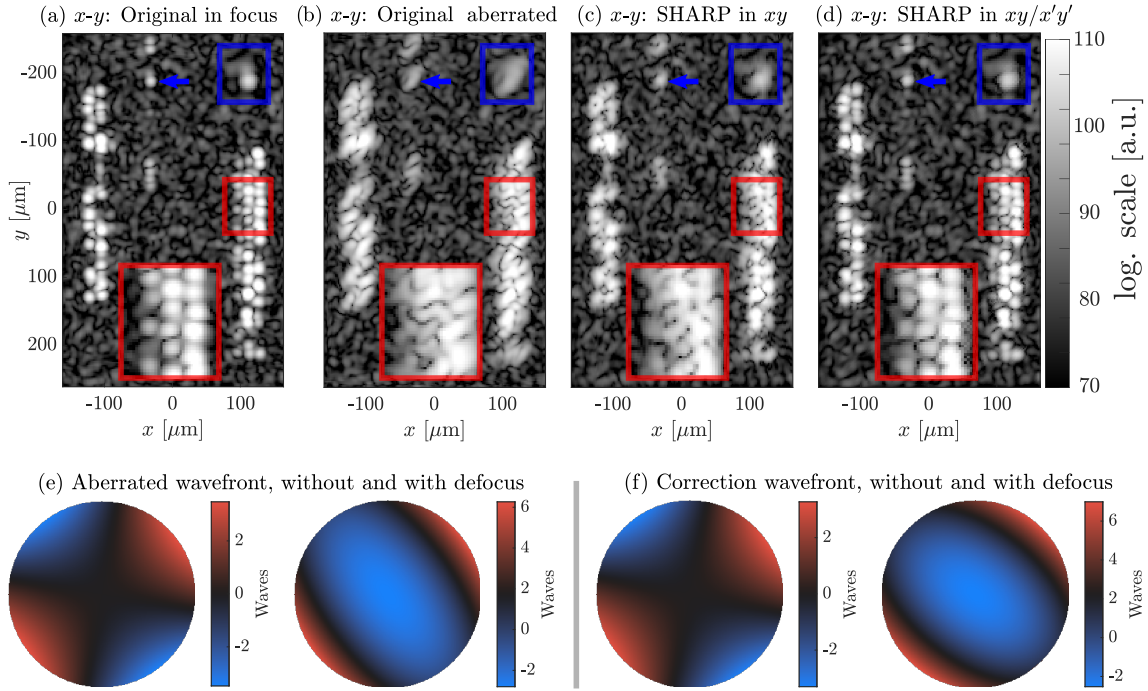 (a) x-y: Original in focus
(b) x-y: Original aberrated
(c) x-y: SHARP in xy
(d) x-y: SHARP in xy/x'y'
y [μm]
-200
-100
0
100
200
-100 0 100
x [μm]
-100 0 100
x [μm]
-100 0 100
x [μm]
-100 0 100
x [μm]
110
100
90
80
70
log. scale [a.u.]
(e) Aberrated wavefront, without and with defocus
2
0
-2
Waves
6
4
2
0
-2
Waves
(f) Correction wavefront, without and with defocus
2
0
-2
Waves
6
4
2
0
-2
Waves